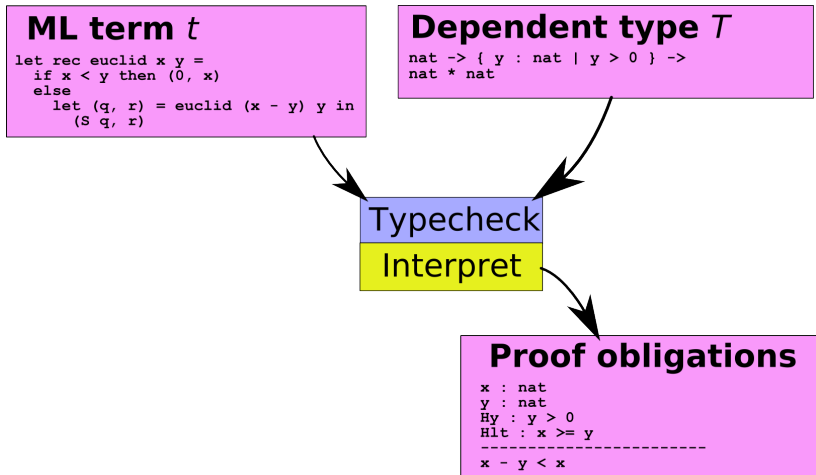 ML term t
let rec euclid x y =
  if x < y then (0, x)
  else
    let (q, r) = euclid (x - y) y in
      (S q, r)
Dependent type T
nat -> { y : nat | y > 0 } ->
nat * nat
Typecheck
Interpret
Proof obligations
x : nat
y : nat
Hy : y > 0
Hlt : x >= y
------------------------
x - y < x